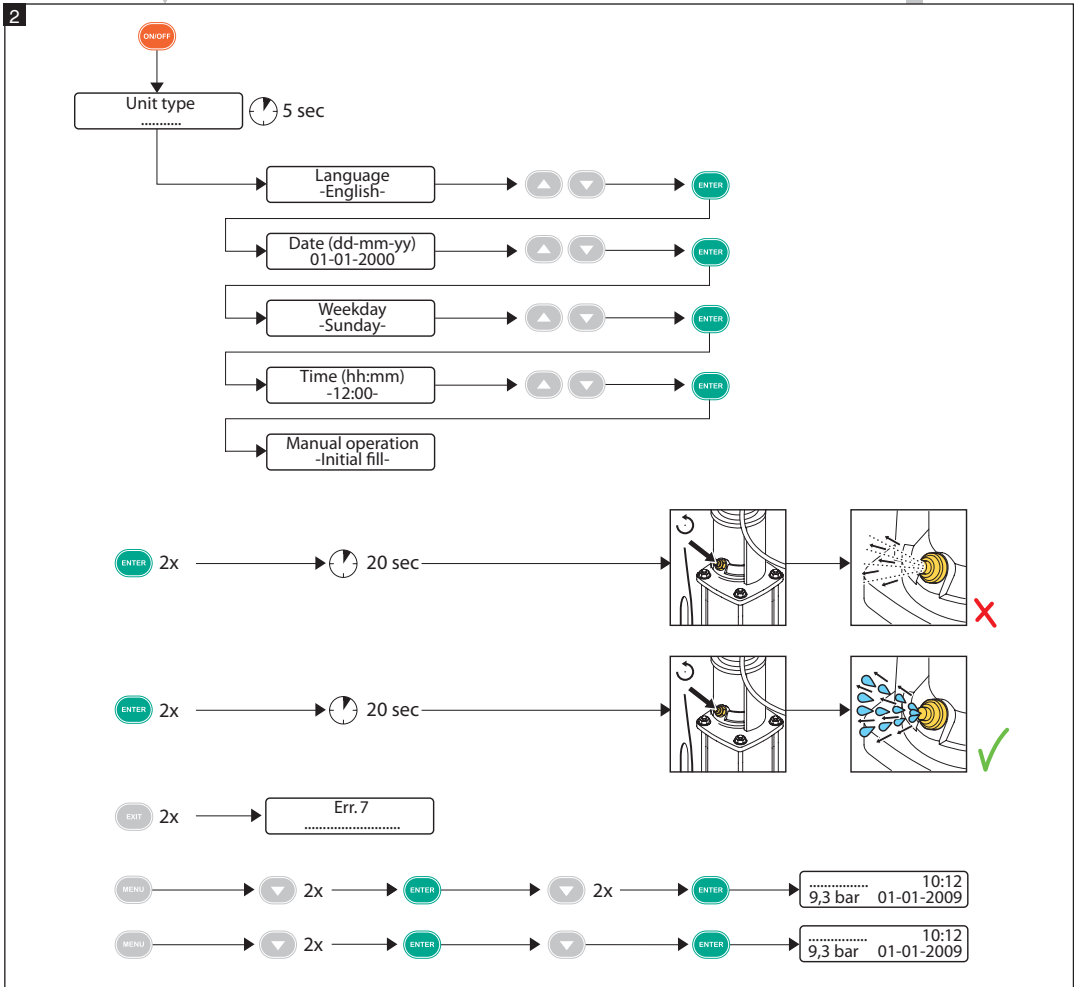 2
ON/OFF
Unit type
...........
5 sec
Language
-English-
ENTER
Date (dd-mm-yy)
01-01-2000
ENTER
Weekday
-Sunday-
ENTER
Time (hh:mm)
-12:00-
ENTER
Manual operation
-Initial fill-
ENTER 2x 20 sec
ENTER 2x 20 sec
EXIT 2x
Err. 7
..........................
MENU 2x ENTER 2x ENTER
................ 10:12
9,3 bar 01-01-2009
MENU 2x ENTER ENTER
................ 10:12
9,3 bar 01-01-2009